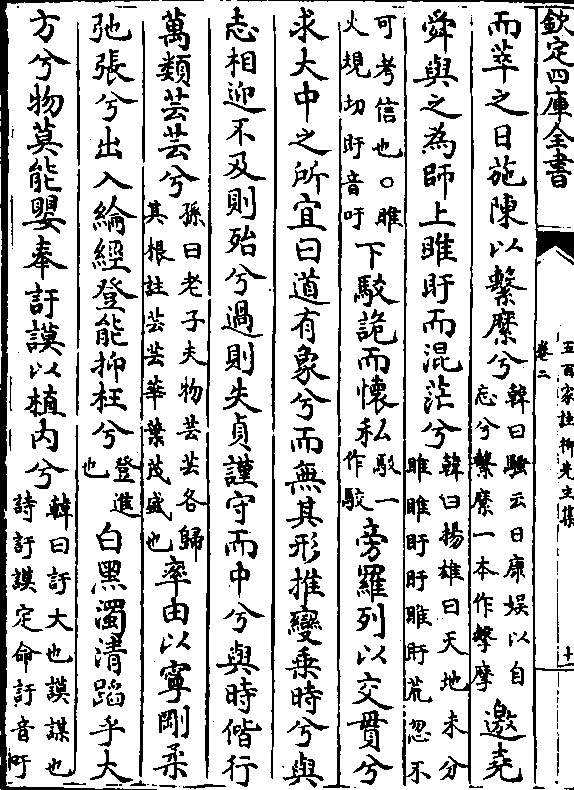 欽定四庫全書
五百家註柳先生集
卷二
十
而萃之日施陳以繫縻兮
韓曰騷云日康娛以自
忘兮繫縻一本作擊摩
邀堯
舜與之為師上睢盱而混茫兮
韓曰揚雄曰天地未分
睢睢盱盱睢盱荒忽不
可考信也○睢
火規切盱音吁
下駁詭而懷私
駁一
作駮
旁羅列以交貫兮
求大中之所宜曰道有象兮而無其形推變乗時兮與
志相迎不及則殆兮過則失貞謹守而中兮與時偕行
萬類芸芸兮
孫曰老子夫物芸芸各歸
其根註芸芸華葉茂盛也
率由以寧剛柔
弛張兮出入綸經登能抑枉兮
登進
也
白黑濁清蹈乎大
方兮物莫能嬰奉訏謨以植内兮
韓曰訏大也謨謀也
詩訏謨定命訏音吁